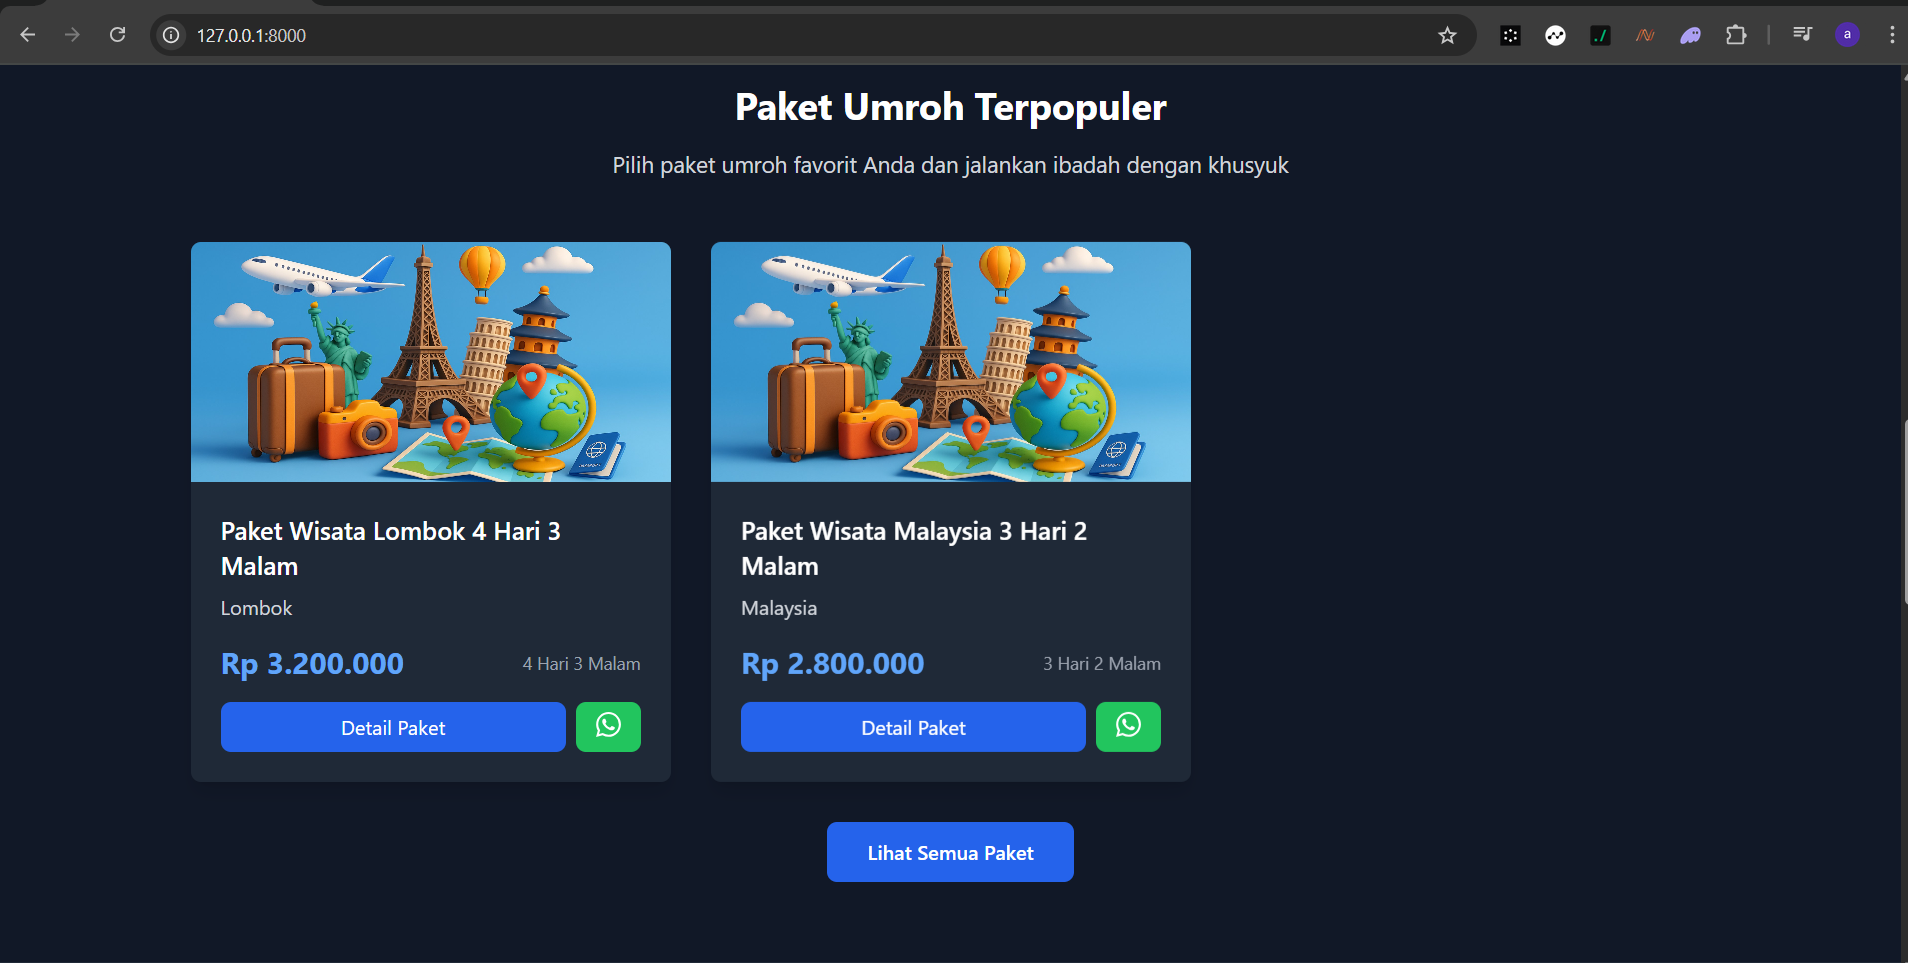 127.0.0.1:8000
a
Paket Umroh Terpopuler
Pilih paket umroh favorit Anda dan jalankan ibadah dengan khusyuk
Paket Wisata Lombok 4 Hari 3
Malam
Lombok
Rp 3.200.000
4 Hari 3 Malam
Detail Paket
Paket Wisata Malaysia 3 Hari 2
Malam
Malaysia
Rp 2.800.000
3 Hari 2 Malam
Detail Paket
Lihat Semua Paket